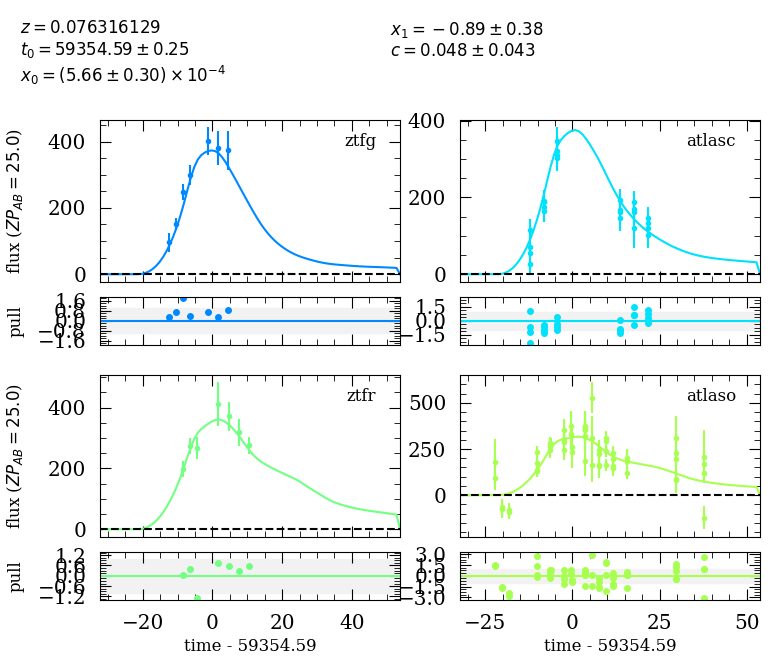 z = 0.076316129
t0 = 59354.59 ± 0.25
x0 = (5.66 ± 0.30) × 10^-4
x1 = −0.89 ± 0.38
c = 0.048 ± 0.043
ztfg
400
200
0
flux (ZP_AB = 25.0)
atlasc
400
200
0
1.6
0.8
0.0
−0.8
−1.6
pull
1.5
0.0
−1.5
ztfr
400
200
0
flux (ZP_AB = 25.0)
atlaso
500
250
0
1.2
0.6
0.0
−0.6
−1.2
pull
3.0
1.5
0.0
−1.5
−3.0
−20 0 20 40
time - 59354.59
−25 0 25 50
time - 59354.59